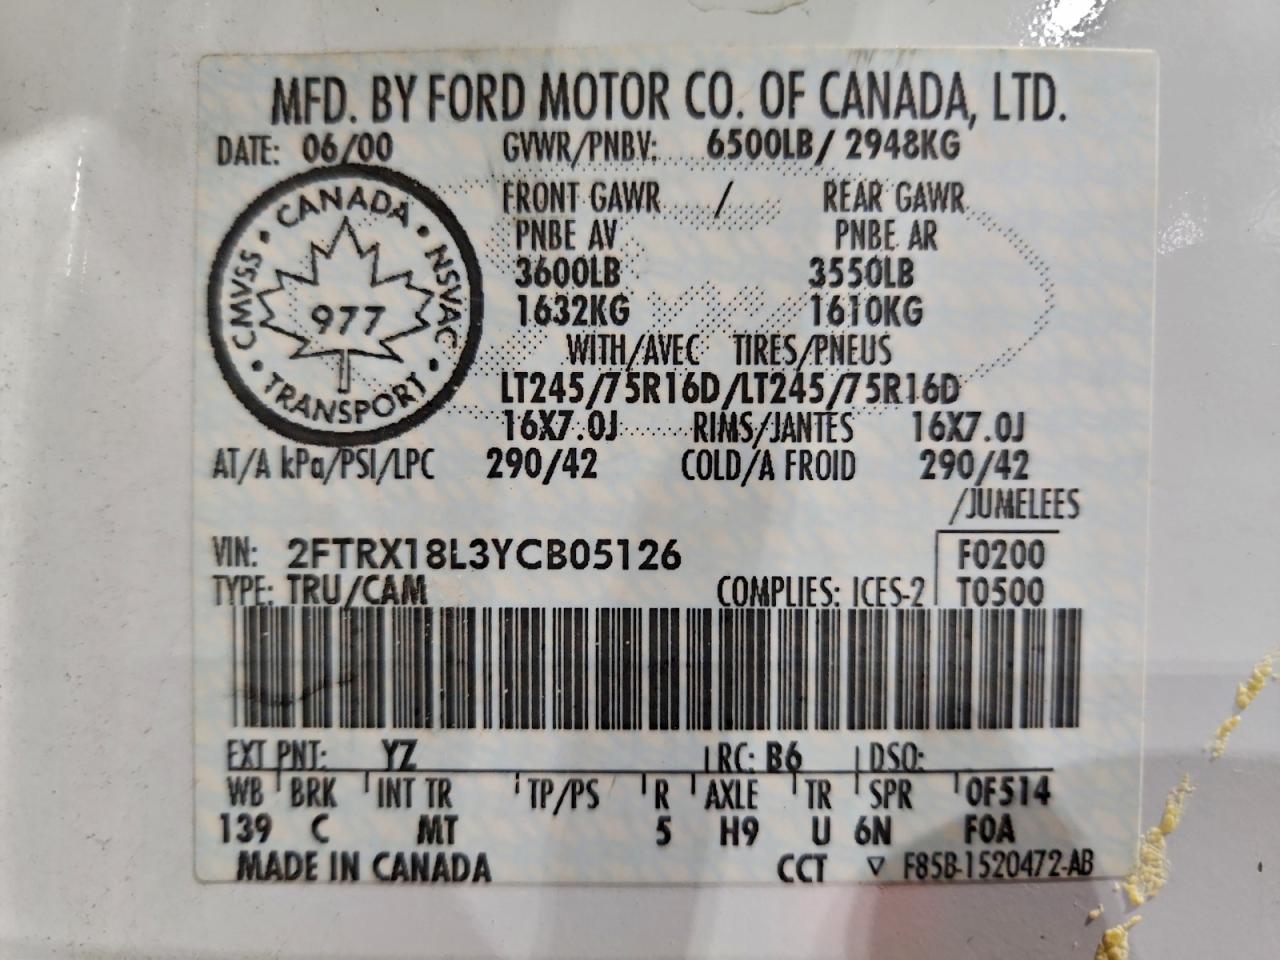 MFD. BY FORD MOTOR CO. OF CANADA, LTD.
DATE: 06/00 GVWR/PNBV: 6500LB/ 2948KG
CANADA • NSVAC • TRANSPORT • CMVSS •
977
FRONT GAWR / REAR GAWR
PNBE AV PNBE AR
3600LB 3550LB
1632KG 1610KG
WITH/AVEC TIRES/PNEUS
LT245/75R16D/LT245/75R16D
16X7.0J RIMS/JANTES 16X7.0J
AT/A kPa/PSI/LPC 290/42 COLD/A FROID 290/42
/JUMELEES
VIN: 2FTRX18L3YCB05126 F0200
TYPE: TRU/CAM COMPLIES: ICES-2 T0500
EXT PNT: YZ RC: B6 DSO:
WB BRK INT TR TP/PS R AXLE TR SPR OF514
139 C MT 5 H9 U 6N FOA
MADE IN CANADA CCT ▽ F85B-1520472-AB